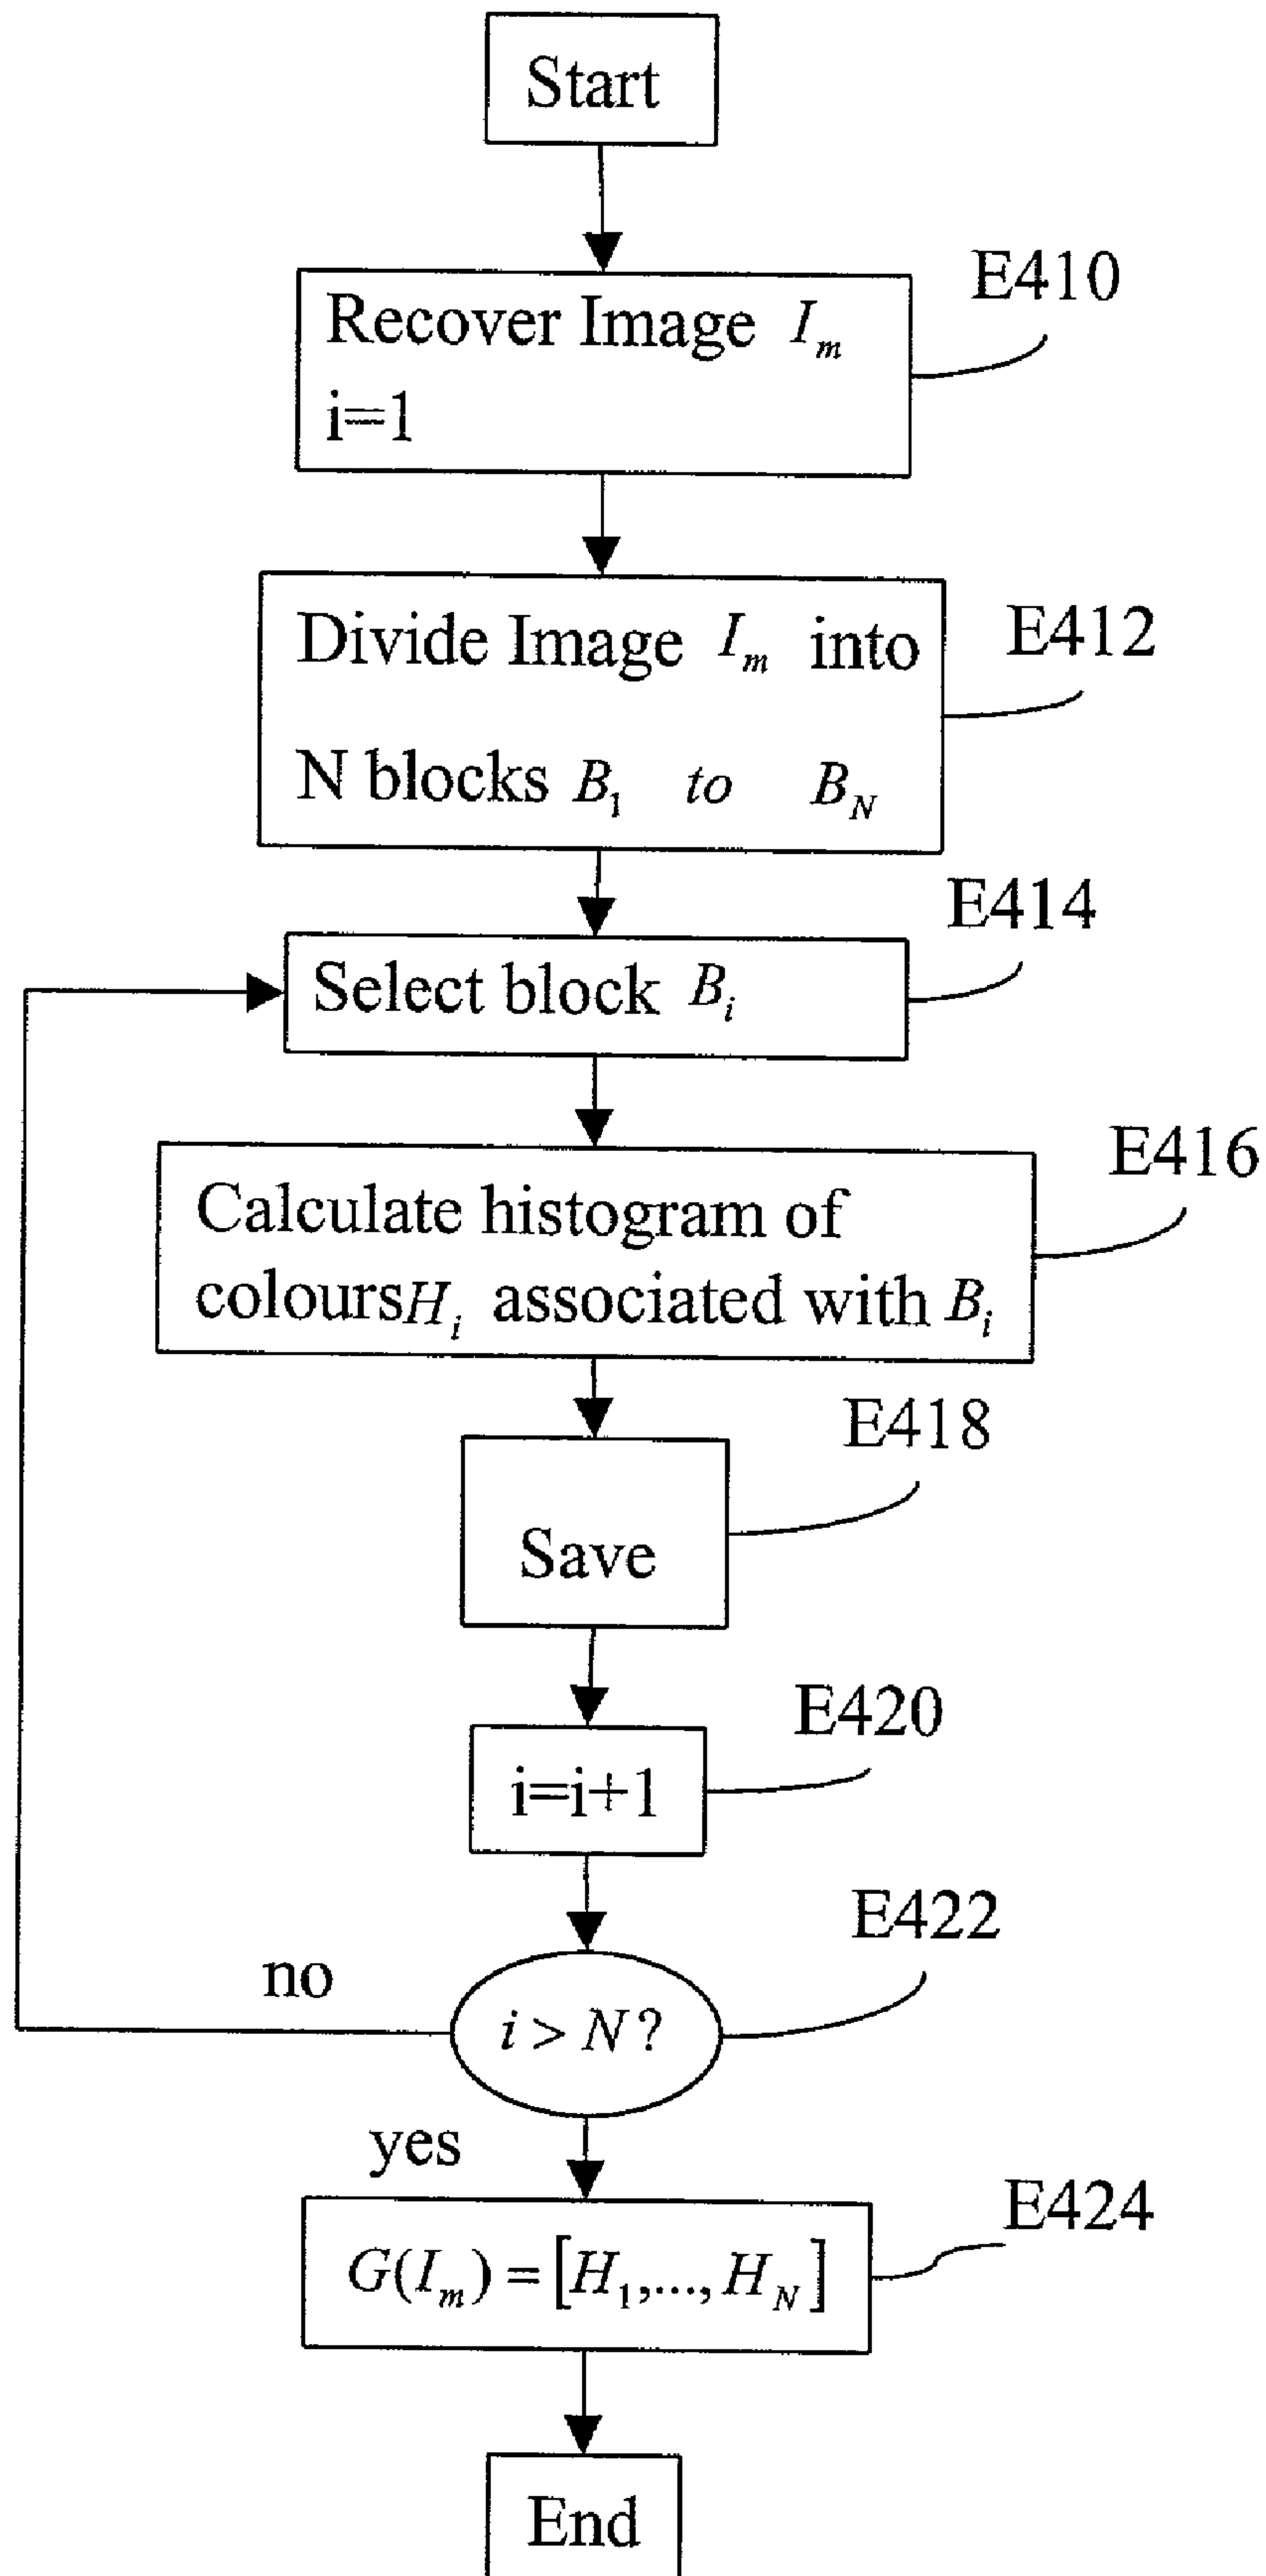 Start
E410
Recover Image I_m
i=1
E412
Divide Image I_m into
N blocks B_1 to B_N
E414
Select block B_i
E416
Calculate histogram of
coloursH_i associated with B_i
E418
Save
E420
i=i+1
E422
no
i > N ?
yes
E424
G(I_m) = [H_1,..., H_N]
End